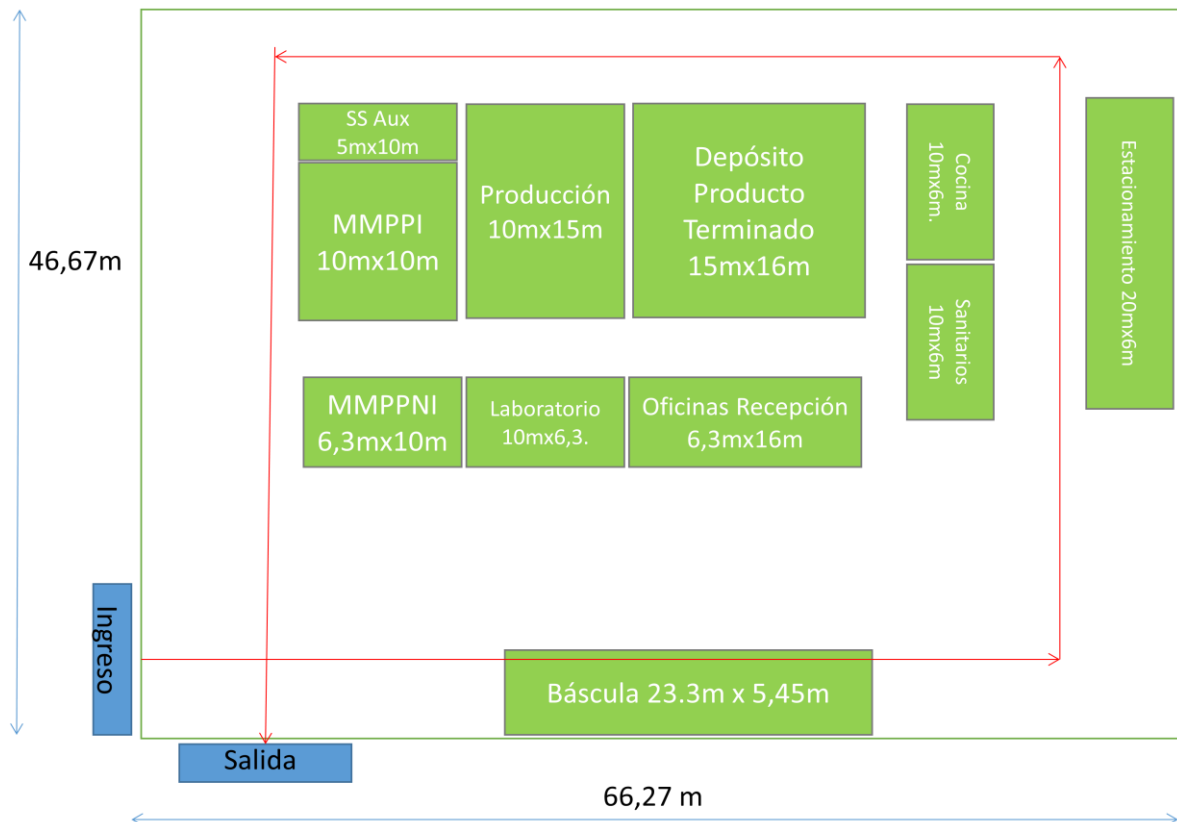 SS Aux
5mx10m
MMPPI
10mx10m
Producción
10mx15m
Depósito
Producto
Terminado
15mx16m
Cocina
10mx6m.
Sanitarios
10mx6m
Estacionamiento 20mx6m
46,67m
MMPPNI
6,3mx10m
Laboratorio
10mx6,3.
Oficinas Recepción
6,3mx16m
Ingreso
Báscula 23.3m x 5,45m
Salida
66,27 m